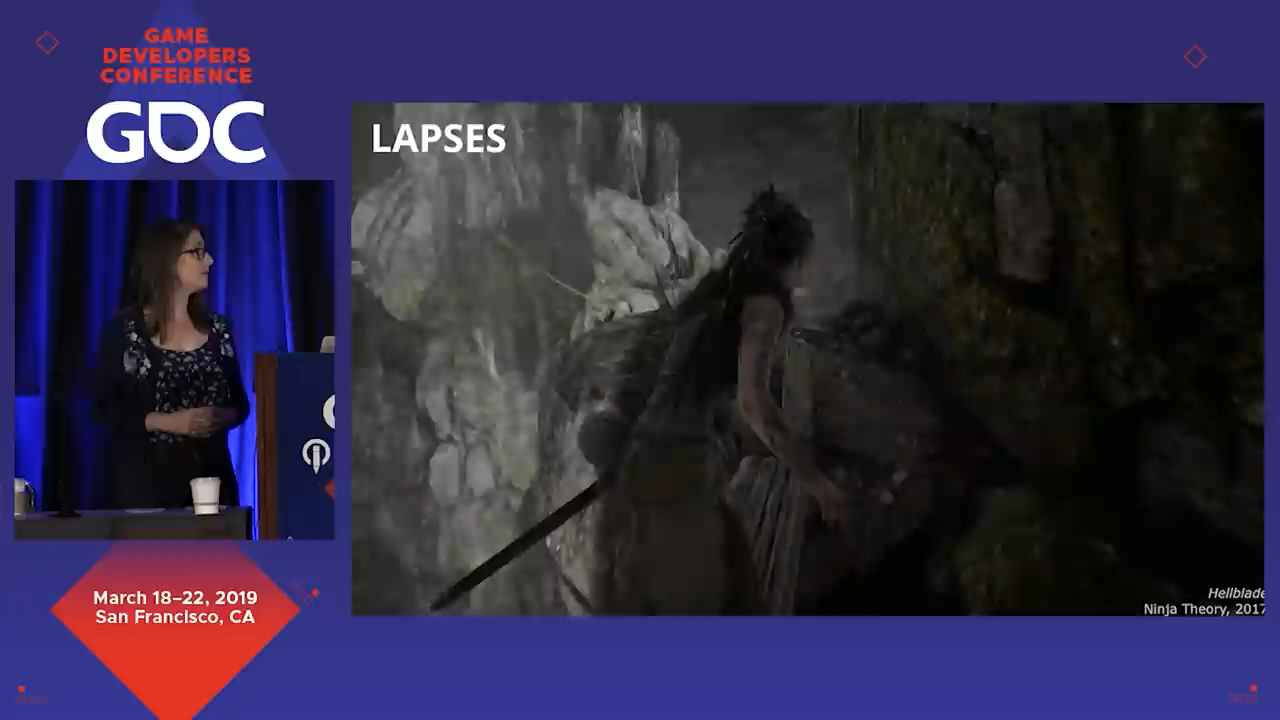 GAME
DEVELOPERS
CONFERENCE
GDC
LAPSES
March 18–22, 2019
San Francisco, CA
Hellblade
Ninja Theory, 2017